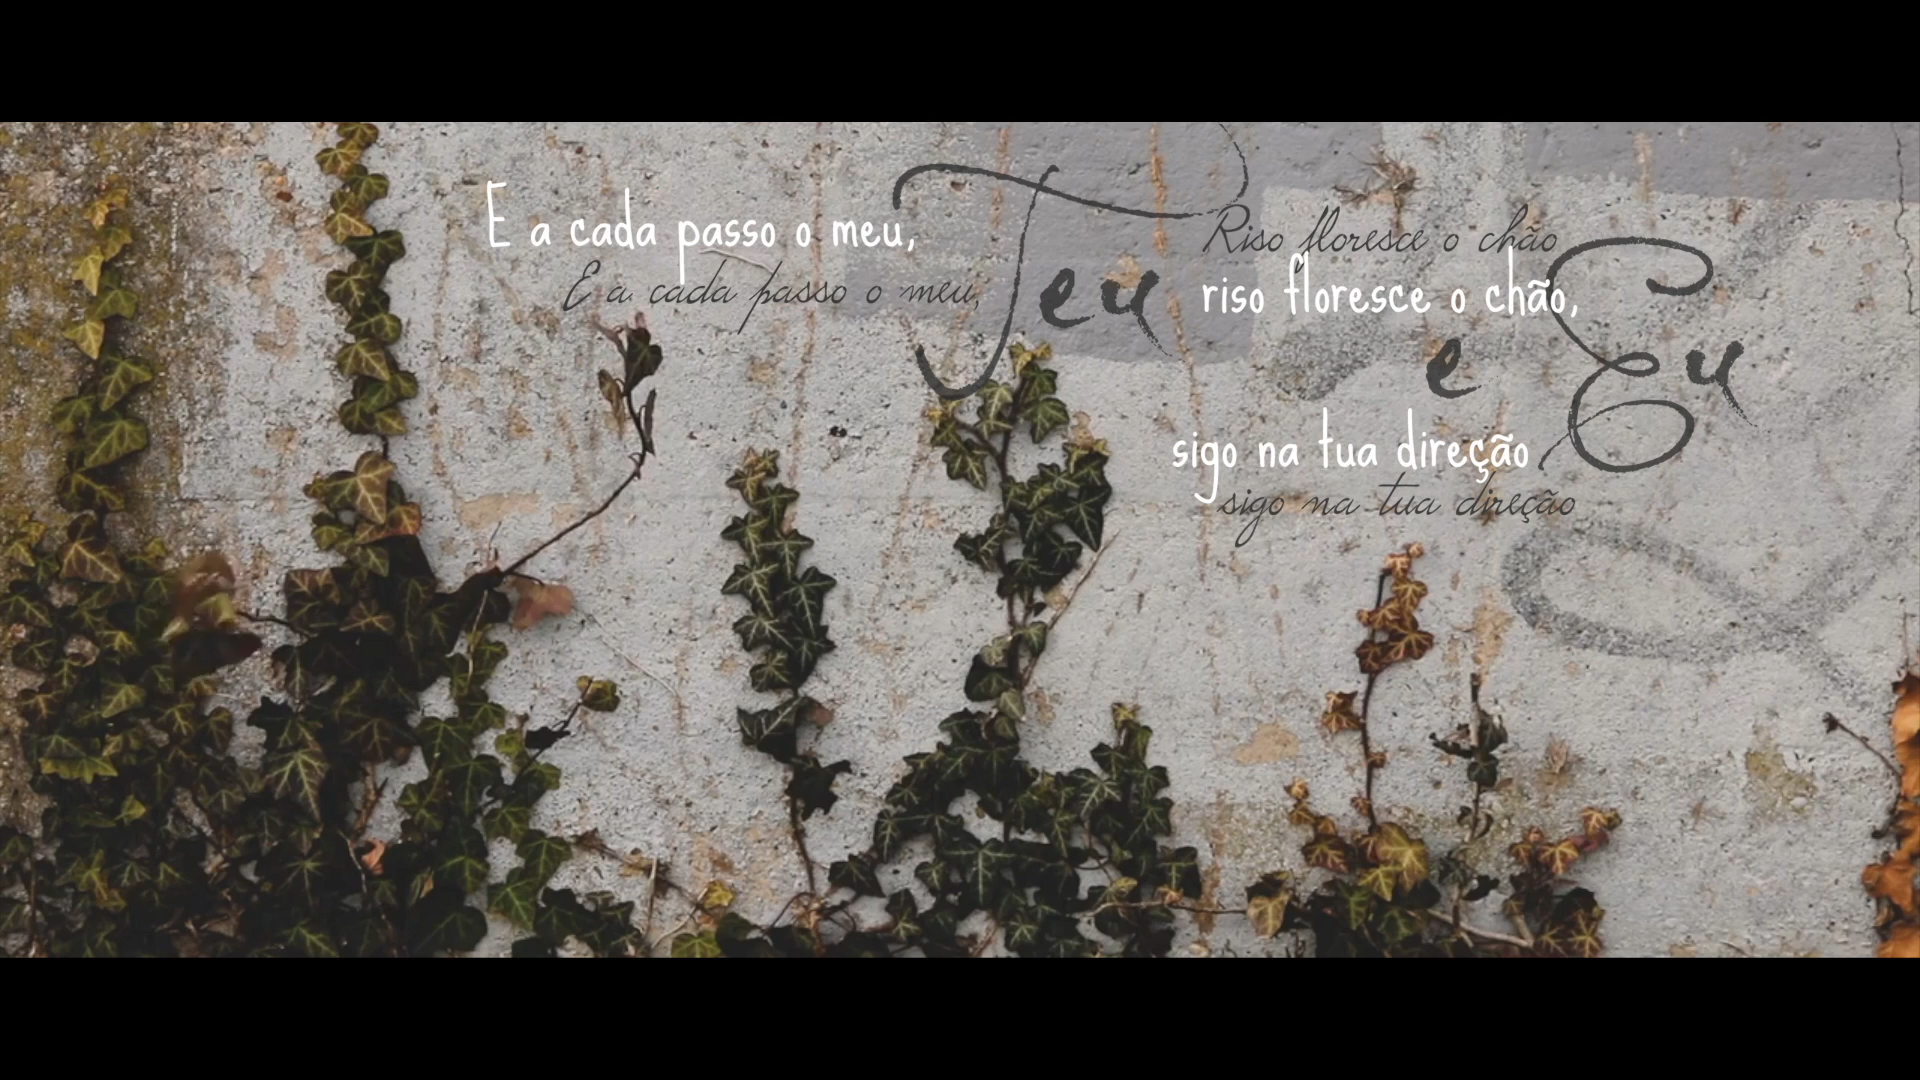 E a cada passo o meu,
E a cada passo o meu,
Teu
Riso floresce o chão
riso floresce o chão,
e Eu
sigo na tua direção
sigo na tua direção